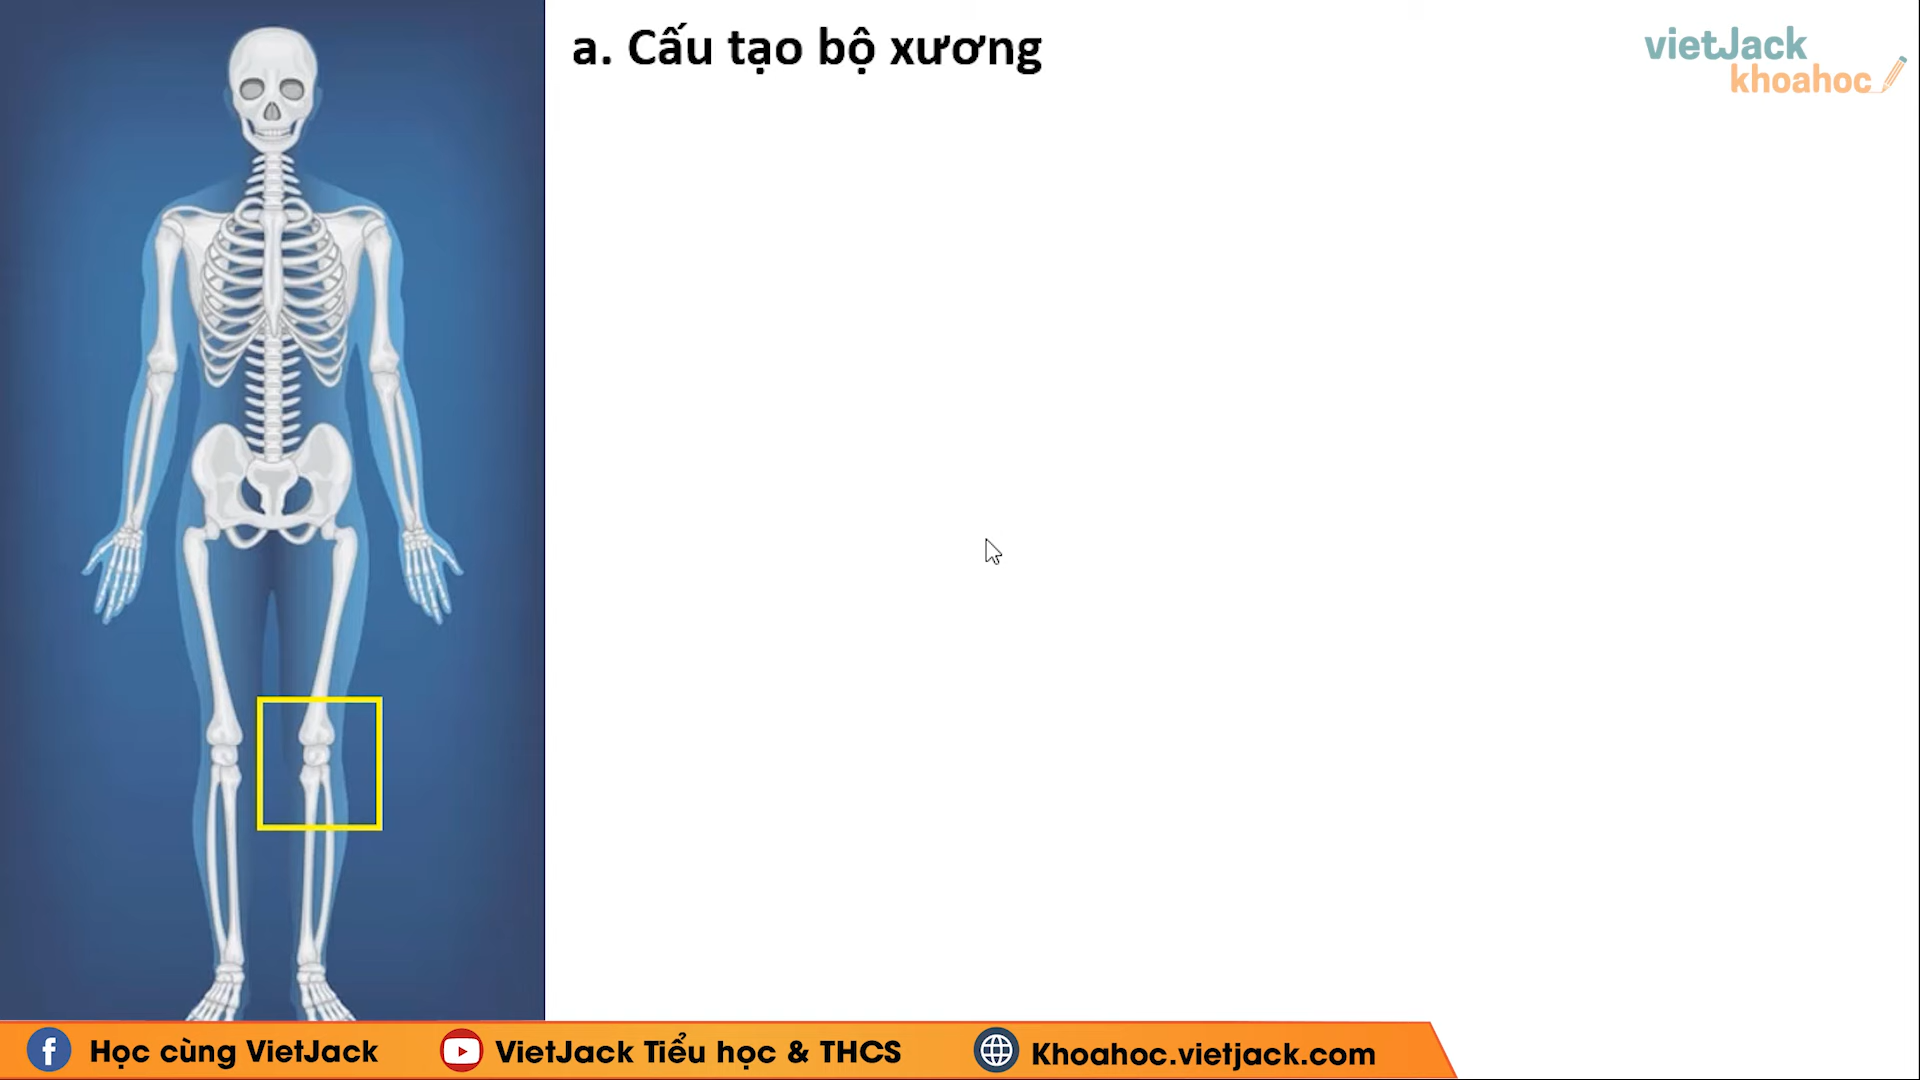 a. Cấu tạo bộ xương
vietJack
khoahoc
Học cùng VietJack
VietJack Tiểu học & THCS
Khoahoc.vietjack.com